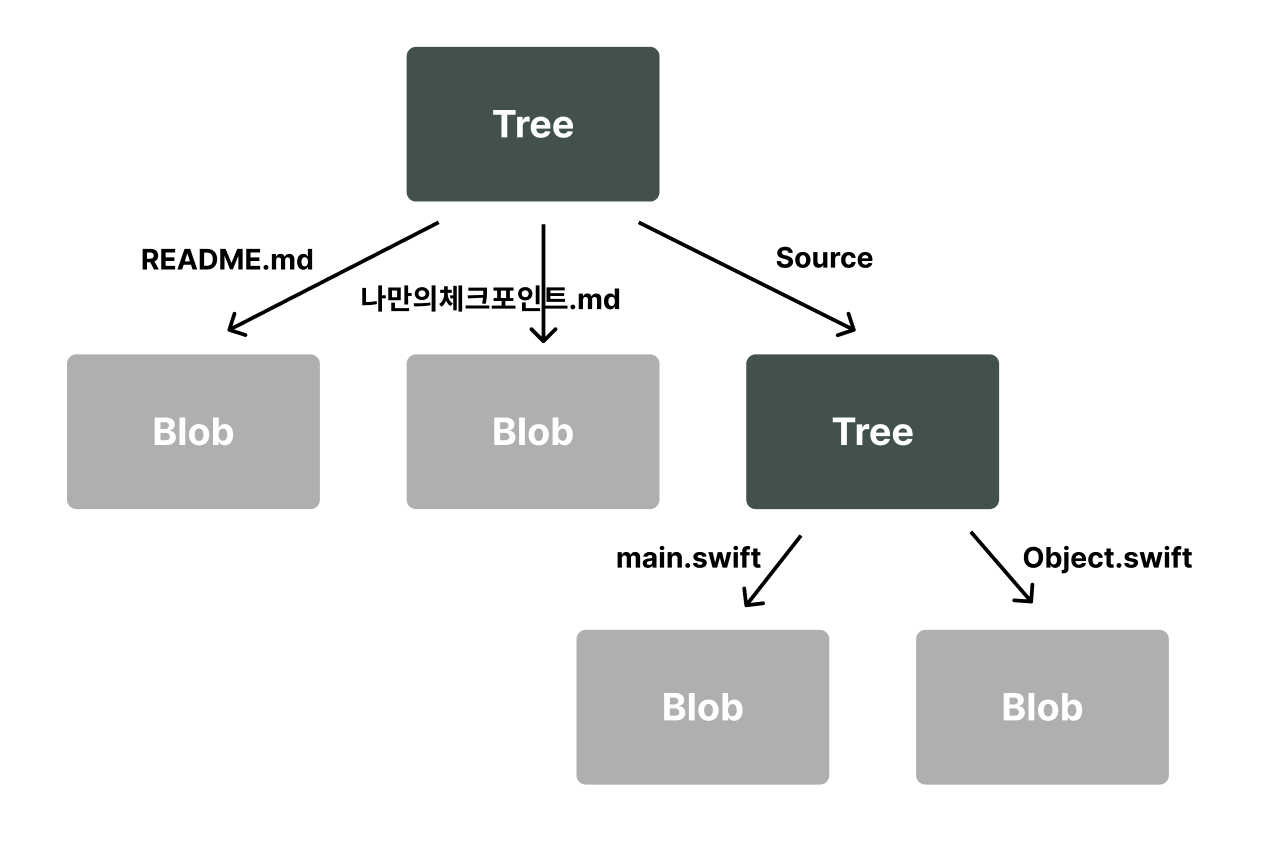 Tree
README.md
Source
나만의체크포인트.md
Blob
Blob
Tree
main.swift
Object.swift
Blob
Blob